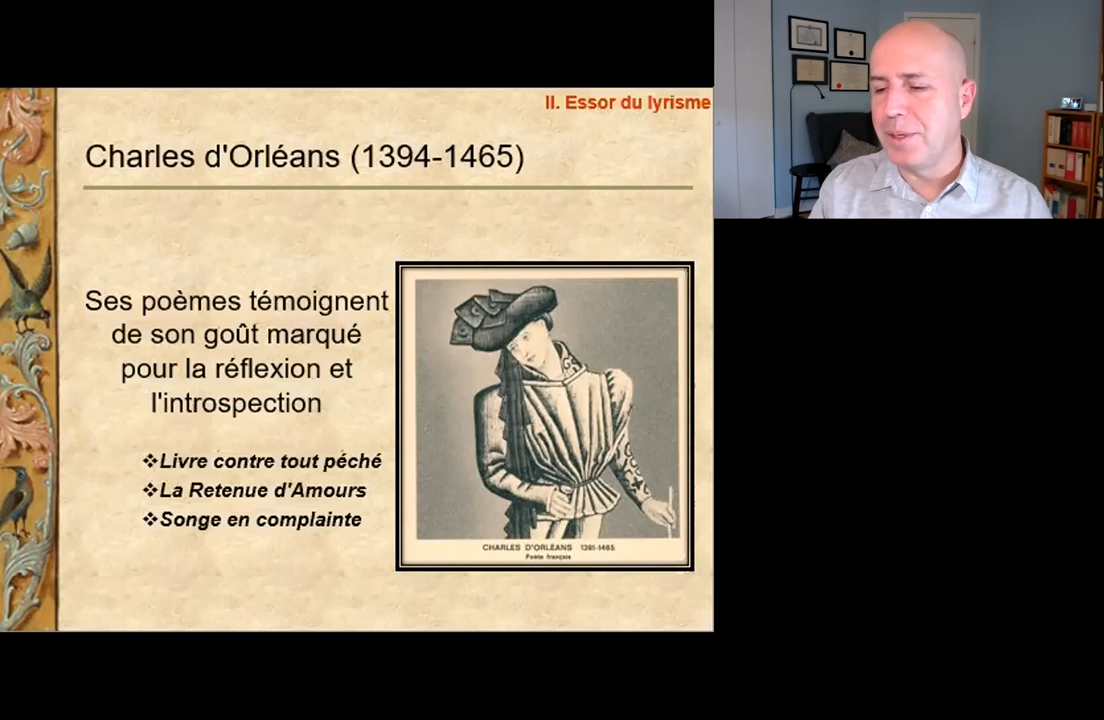 II. Essor du lyrisme
Charles d'Orléans (1394-1465)
Ses poèmes témoignent
de son goût marqué
pour la réflexion et
l'introspection
❖Livre contre tout péché
❖La Retenue d'Amours
❖Songe en complainte
CHARLES D'ORLÉANS 1391-1465
Poète français